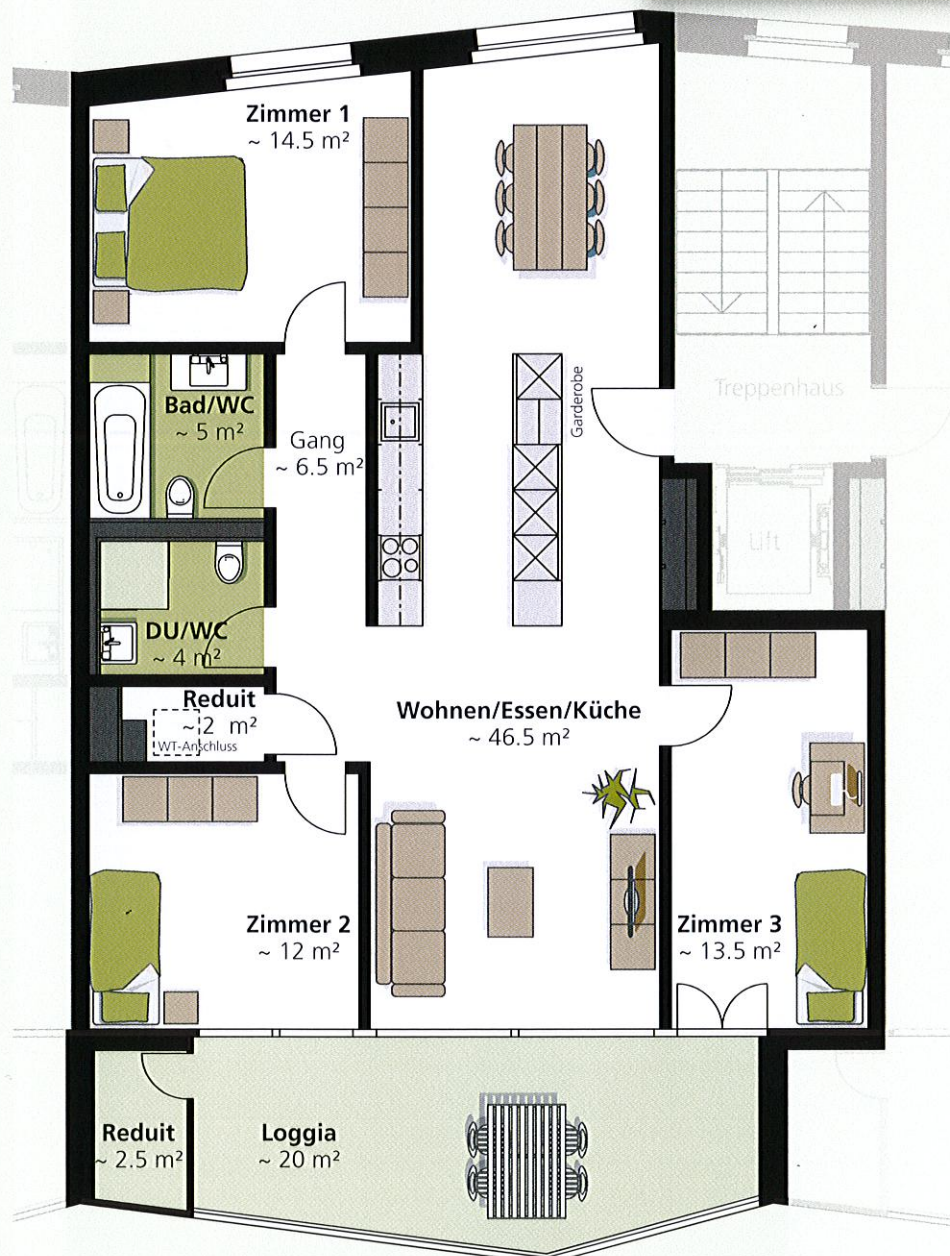 Zimmer 1
~ 14.5 m²
Garderobe
Treppenhaus
Bad/WC
~ 5 m²
Gang
~ 6.5 m²
Lift
DU/WC
~ 4 m²
Reduit
~2 m²
WT-Anschluss
Wohnen/Essen/Küche
~ 46.5 m²
Zimmer 2
~ 12 m²
Zimmer 3
~ 13.5 m²
Reduit
~ 2.5 m²
Loggia
~ 20 m²